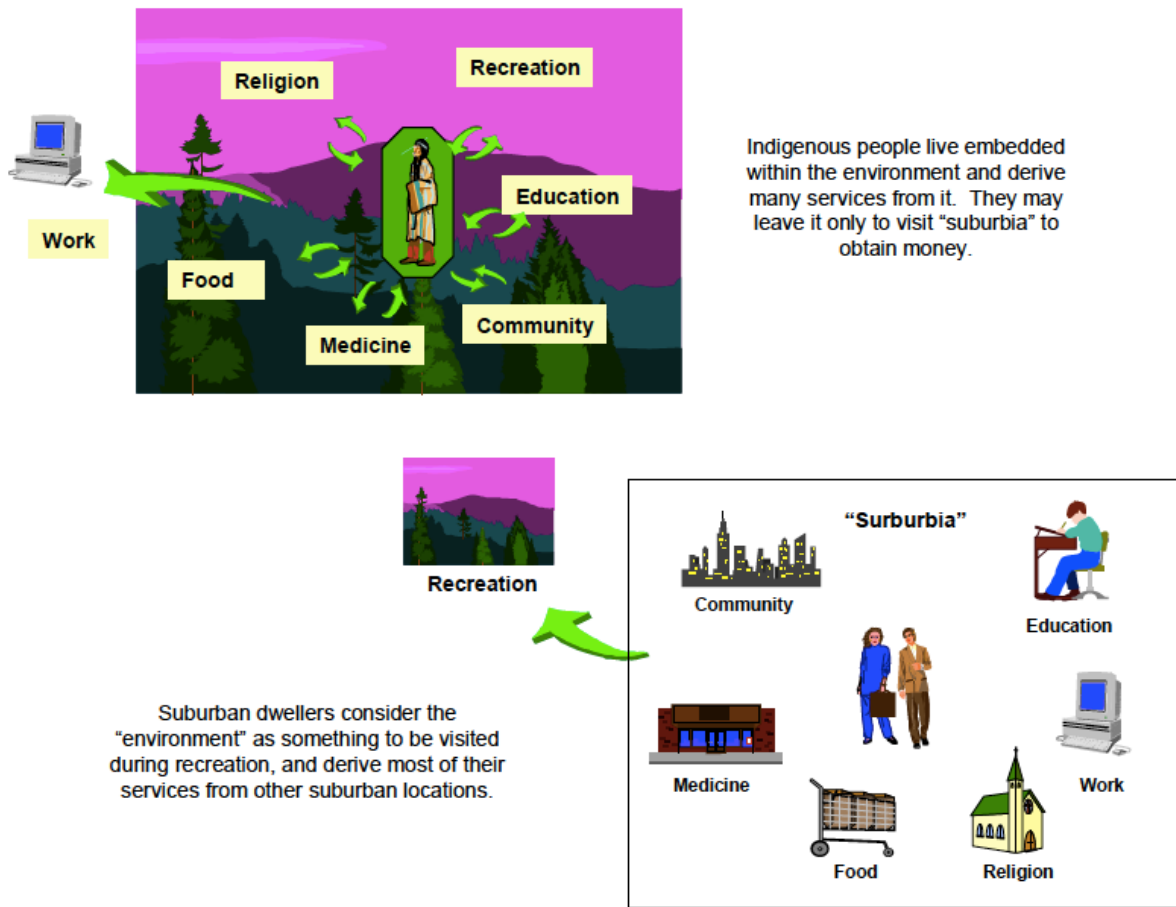 Religion
Recreation
Education
Work
Food
Medicine
Community
Indigenous people live embedded
within the environment and derive
many services from it.  They may
leave it only to visit “suburbia” to
obtain money.
Recreation
“Surburbia”
Community
Education
Medicine
Work
Food
Religion
Suburban dwellers consider the
“environment” as something to be visited
during recreation, and derive most of their
services from other suburban locations.